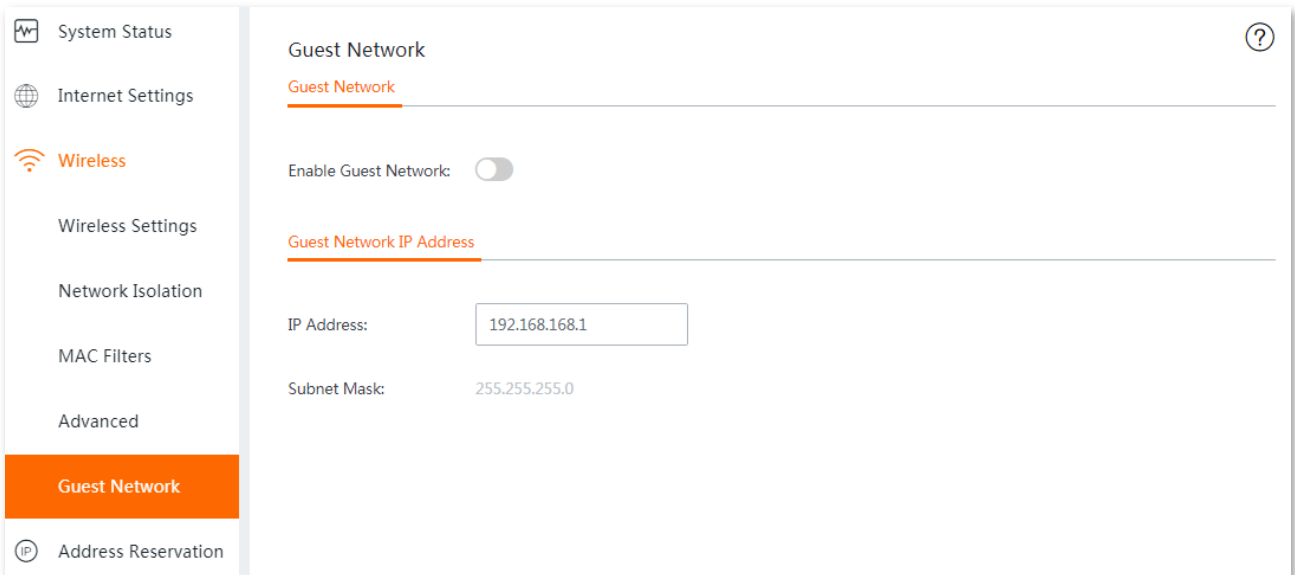 System Status
Internet Settings
Wireless
Wireless Settings
Network Isolation
MAC Filters
Advanced
Guest Network
IP
Address Reservation
Guest Network
?
Guest Network
Enable Guest Network:
Guest Network IP Address
IP Address: 192.168.168.1
Subnet Mask: 255.255.255.0